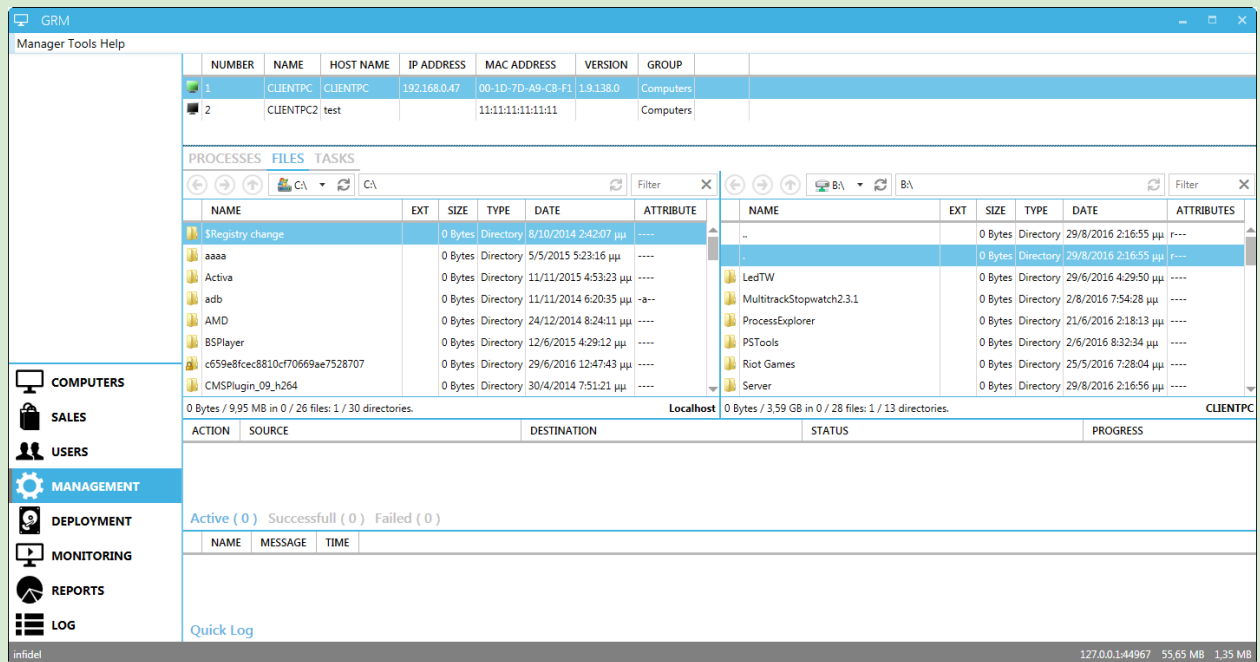 GRM
Manager Tools Help
NUMBER NAME HOST NAME IP ADDRESS MAC ADDRESS VERSION GROUP
1 CLIENTPC CLIENTPC 192.168.0.47 00-1D-7D-A9-CB-F1 1.9.138.0 Computers
2 CLIENTPC2 test 11:11:11:11:11:11 Computers
PROCESSES FILES TASKS
C:\ C:\ Filter B:\ B:\ Filter
NAME EXT SIZE TYPE DATE ATTRIBUTE NAME EXT SIZE TYPE DATE ATTRIBUTES
$Registry change 0 Bytes Directory 8/10/2014 2:42:07 μμ ---- .. 0 Bytes Directory 29/8/2016 2:16:55 μμ r---
aaaa 0 Bytes Directory 5/5/2015 5:23:16 μμ ---- . 0 Bytes Directory 29/8/2016 2:16:55 μμ r---
Activa 0 Bytes Directory 11/11/2015 4:53:23 μμ ---- LedTW 0 Bytes Directory 29/6/2016 4:29:50 μμ ----
adb 0 Bytes Directory 11/11/2014 6:20:35 μμ -a-- MultitrackStopwatch2.3.1 0 Bytes Directory 2/8/2016 7:54:28 μμ ----
AMD 0 Bytes Directory 24/12/2014 8:24:11 μμ ---- ProcessExplorer 0 Bytes Directory 21/6/2016 2:18:13 μμ ----
BSPlayer 0 Bytes Directory 12/6/2015 4:29:12 μμ ---- PSTools 0 Bytes Directory 2/6/2016 8:32:34 μμ ----
c659e8fcec8810cf70669ae7528707 0 Bytes Directory 29/6/2016 12:47:43 μμ ---- Riot Games 0 Bytes Directory 25/5/2016 7:28:04 μμ ----
CMSPlugin_09_h264 0 Bytes Directory 30/4/2014 7:51:21 μμ ---- Server 0 Bytes Directory 29/8/2016 2:16:56 μμ ----
0 Bytes / 9,95 MB in 0 / 26 files: 1 / 30 directories. Localhost 0 Bytes / 3,59 GB in 0 / 28 files: 1 / 13 directories. CLIENTPC
ACTION SOURCE DESTINATION STATUS PROGRESS
Active ( 0 ) Successfull ( 0 ) Failed ( 0 )
NAME MESSAGE TIME
Quick Log
COMPUTERS
SALES
USERS
MANAGEMENT
DEPLOYMENT
MONITORING
REPORTS
LOG
infidel 127.0.0.1:44967 55,65 MB 1,35 MB